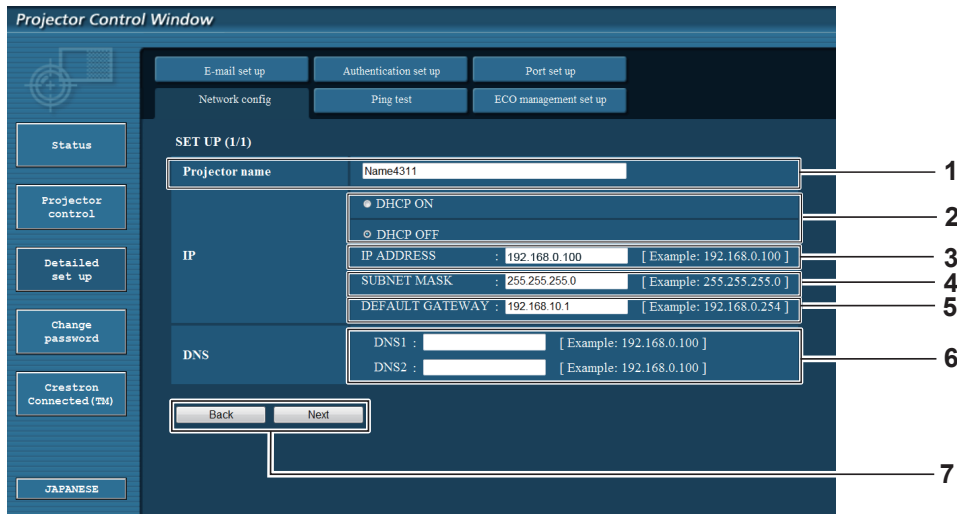 Projector Control Window
E-mail set up
Authentication set up
Port set up
Network config
Ping test
ECO management set up
Status
Projector
control
Detailed
set up
Change
password
Crestron
Connected(TM)
JAPANESE
SET UP (1/1)
Projector name
Name4311
1
IP
DHCP ON
DHCP OFF
2
IP ADDRESS : 192.168.0.100 [ Example: 192.168.0.100 ]
3
SUBNET MASK : 255.255.255.0 [ Example: 255.255.255.0 ]
4
DEFAULT GATEWAY : 192.168.10.1 [ Example: 192.168.0.254 ]
5
DNS
DNS1 : [ Example: 192.168.0.100 ]
DNS2 : [ Example: 192.168.0.100 ]
6
Back
Next
7